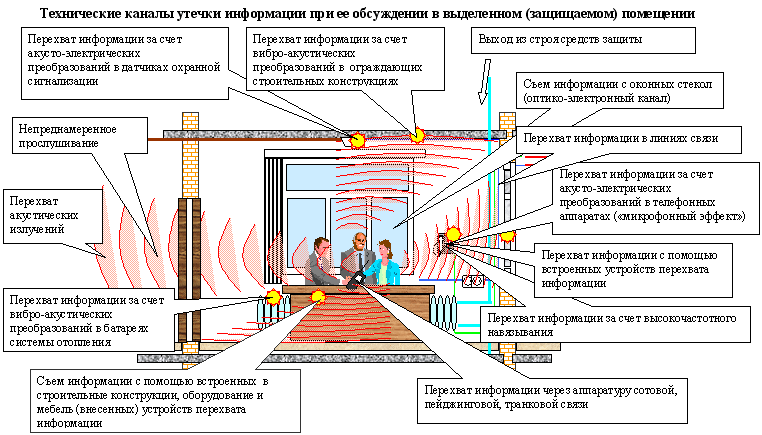 Технические каналы утечки информации при ее обсуждении в выделенном (защищаемом) помещении
Перехват информации за счет
акусто-электрических
преобразований в датчиках охранной
сигнализации
Перехват информации за счет
вибро-акустических
преобразований в ограждающих
строительных конструкциях
Выход из строя средств защиты
Съем информации с оконных стекол
(оптико-электронный канал)
Непреднамеренное
прослушивание
Перехват информации в линиях связи
Перехват информации за счет
акусто-электрических
преобразований в телефонных
аппаратах («микрофонный эффект»)
Перехват
акустических
излучений
Перехват информации с помощью
встроенных устройств перехвата
информации
Перехват информации за счет
вибро-акустических
преобразований в батареях
системы отопления
Перехват информации за счет высокочастотного
навязывания
Съем информации с помощью встроенных в
строительные конструкции, оборудование и
мебель (внесенных) устройств перехвата
информации
Перехват информации через аппаратуру сотовой,
пейджинговой, транковой связи